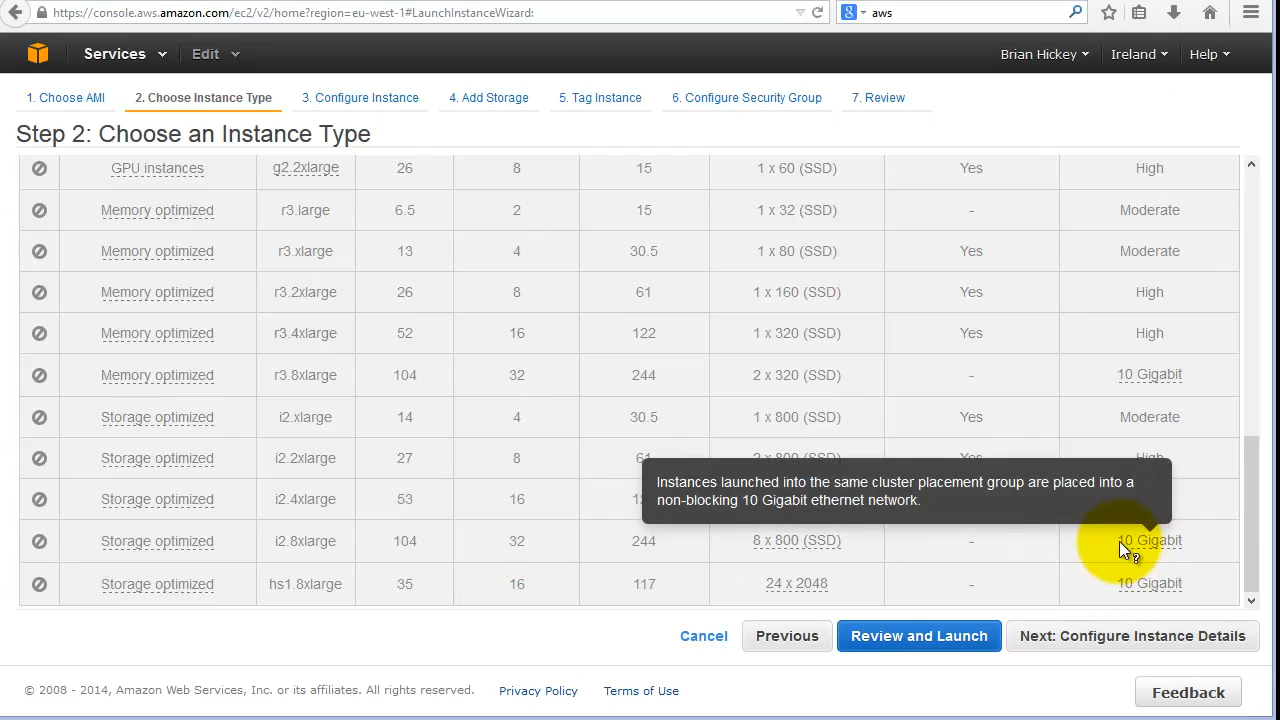 https://console.aws.amazon.com/ec2/v2/home?region=eu-west-1#LaunchInstanceWizard:
aws
Services Edit Brian Hickey Ireland Help
1. Choose AMI 2. Choose Instance Type 3. Configure Instance 4. Add Storage 5. Tag Instance 6. Configure Security Group 7. Review
Step 2: Choose an Instance Type
GPU instances g2.2xlarge 26 8 15 1 x 60 (SSD) Yes High
Memory optimized r3.large 6.5 2 15 1 x 32 (SSD) - Moderate
Memory optimized r3.xlarge 13 4 30.5 1 x 80 (SSD) Yes Moderate
Memory optimized r3.2xlarge 26 8 61 1 x 160 (SSD) Yes High
Memory optimized r3.4xlarge 52 16 122 1 x 320 (SSD) Yes High
Memory optimized r3.8xlarge 104 32 244 2 x 320 (SSD) - 10 Gigabit
Storage optimized i2.xlarge 14 4 30.5 1 x 800 (SSD) Yes Moderate
Storage optimized i2.2xlarge 27 8 61 2 x 800 (SSD) Yes High
Instances launched into the same cluster placement group are placed into a
non-blocking 10 Gigabit ethernet network.
Storage optimized i2.4xlarge 53 16
Storage optimized i2.8xlarge 104 32 244 8 x 800 (SSD) - 10 Gigabit
Storage optimized hs1.8xlarge 35 16 117 24 x 2048 - 10 Gigabit
Cancel Previous Review and Launch Next: Configure Instance Details
© 2008 - 2014, Amazon Web Services, Inc. or its affiliates. All rights reserved. Privacy Policy Terms of Use Feedback